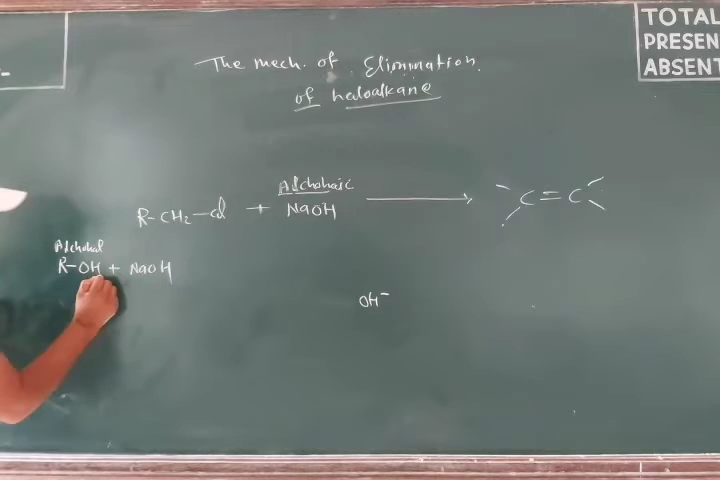 The mech. of Elimination
of haloalkane
TOTAL
PRESEN
ABSENT
Alchohalic
R-CH₂-Cl + NaOH ⟶ C=C
Alchohal
R-OH + NaOH
OH⁻